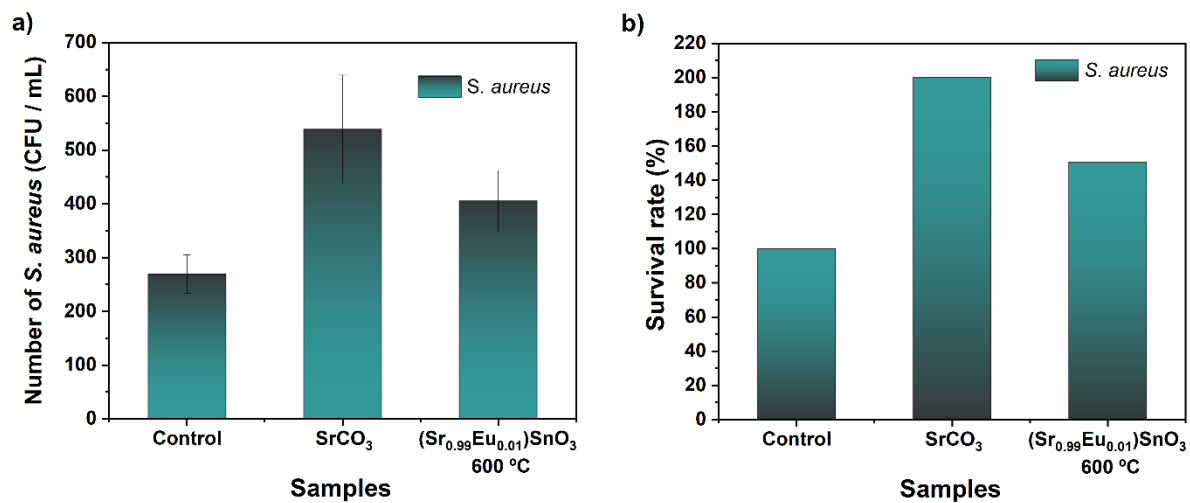 a)
Number of S. aureus (CFU / mL)
700
600
500
400
300
200
100
0
S. aureus
Control
SrCO₃
(Sr₀.₉₉Eu₀.₀₁)SnO₃
600 ºC
Samples
b)
Survival rate (%)
220
200
180
160
140
120
100
80
60
40
20
0
S. aureus
Control
SrCO₃
(Sr₀.₉₉Eu₀.₀₁)SnO₃
600 ºC
Samples